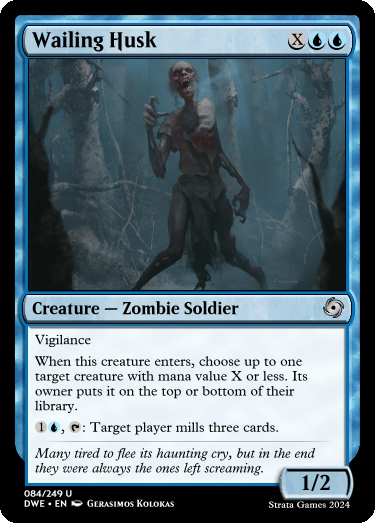 Wailing Husk X
Creature — Zombie Soldier
Vigilance
When this creature enters, choose up to one
target creature with mana value X or less. Its
owner puts it on the top or bottom of their
library.
1, : Target player mills three cards.
Many tired to flee its haunting cry, but in the end
they were always the ones left screaming.
1/2
084/249 U
DWE • EN Gerasimos Kolokas
Strata Games 2024